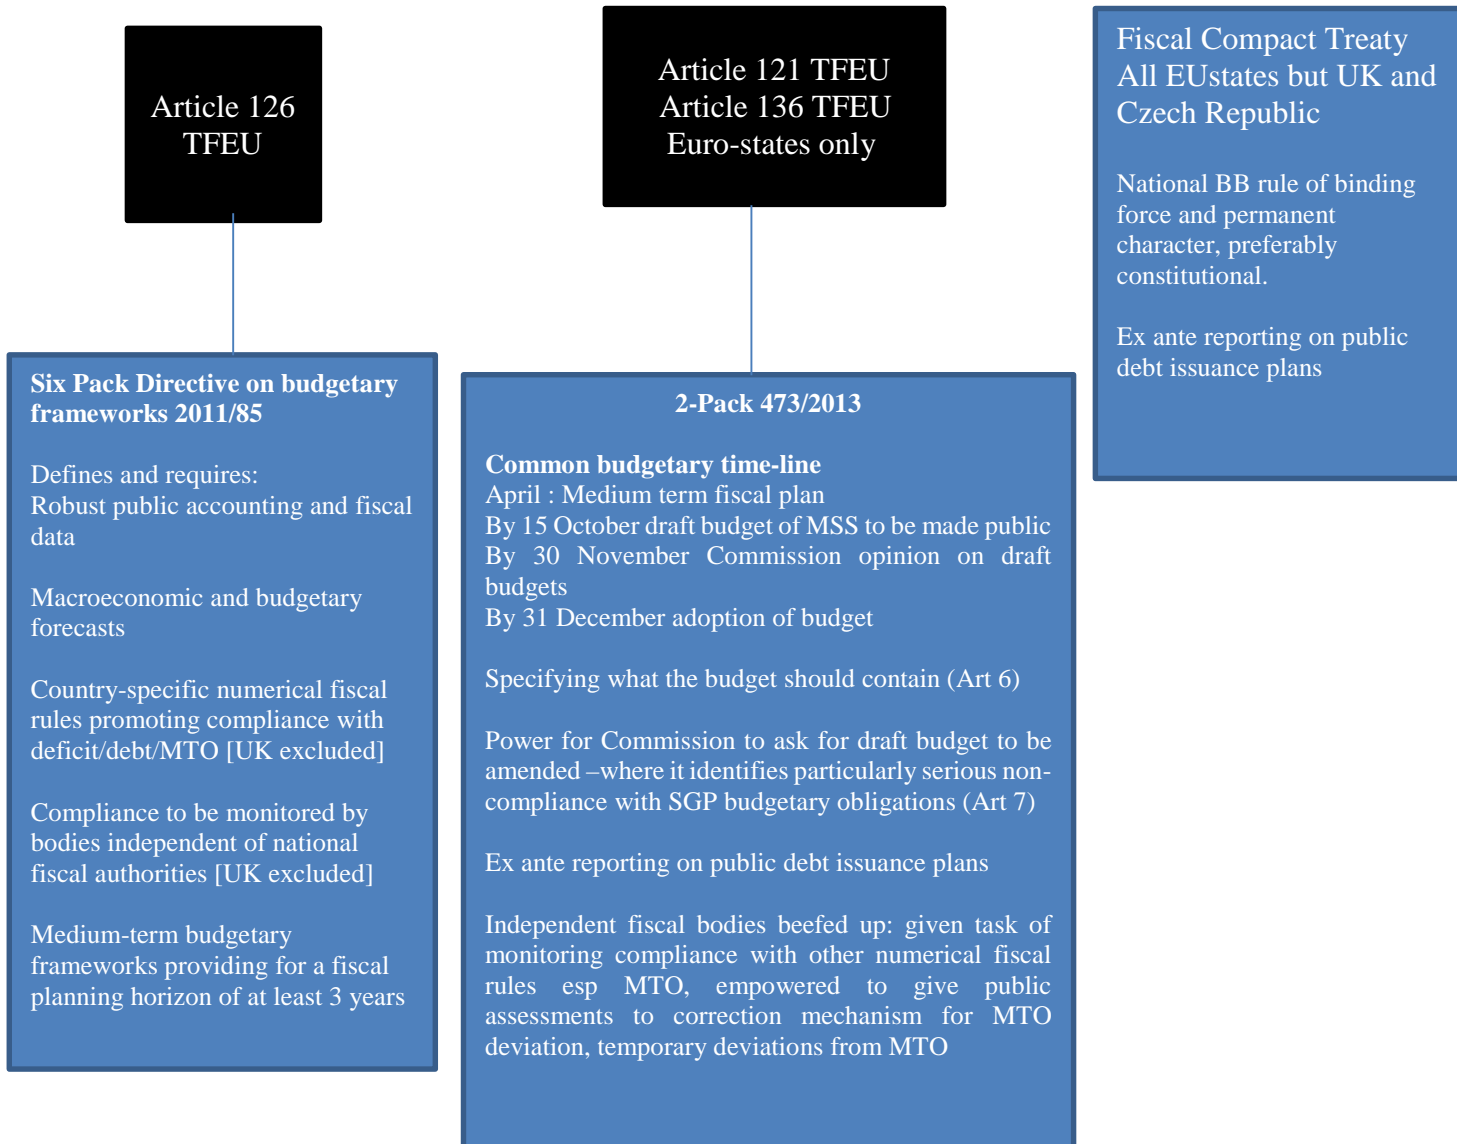 Article 126
TFEU
Article 121 TFEU
Article 136 TFEU
Euro-states only
Fiscal Compact Treaty
All EUstates but UK and
Czech Republic
National BB rule of binding
force and permanent
character, preferably
constitutional.
Ex ante reporting on public
debt issuance plans
Six Pack Directive on budgetary
frameworks 2011/85
Defines and requires:
Robust public accounting and fiscal
data
Macroeconomic and budgetary
forecasts
Country-specific numerical fiscal
rules promoting compliance with
deficit/debt/MTO [UK excluded]
Compliance to be monitored by
bodies independent of national
fiscal authorities [UK excluded]
Medium-term budgetary
frameworks providing for a fiscal
planning horizon of at least 3 years
2-Pack 473/2013
Common budgetary time-line
April : Medium term fiscal plan
By 15 October draft budget of MSS to be made public
By 30 November Commission opinion on draft
budgets
By 31 December adoption of budget
Specifying what the budget should contain (Art 6)
Power for Commission to ask for draft budget to be
amended –where it identifies particularly serious non-
compliance with SGP budgetary obligations (Art 7)
Ex ante reporting on public debt issuance plans
Independent fiscal bodies beefed up: given task of
monitoring compliance with other numerical fiscal
rules esp MTO, empowered to give public
assessments to correction mechanism for MTO
deviation, temporary deviations from MTO